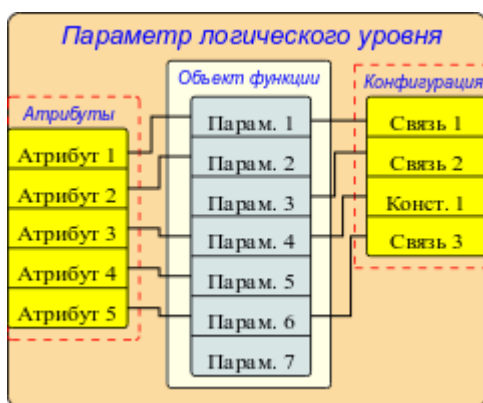 Параметр логического уровня
Атрибуты
Атрибут 1
Атрибут 2
Атрибут 3
Атрибут 4
Атрибут 5
Объект функции
Парам. 1
Парам. 2
Парам. 3
Парам. 4
Парам. 5
Парам. 6
Парам. 7
Конфигурация
Связь 1
Связь 2
Конст. 1
Связь 3